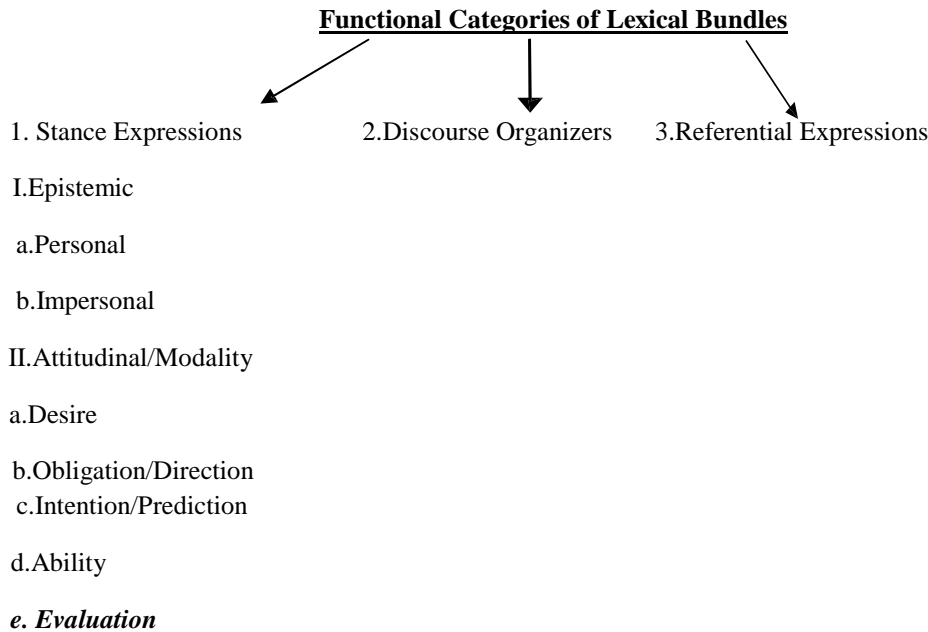 Functional Categories of Lexical Bundles
1. Stance Expressions 2.Discourse Organizers 3.Referential Expressions
I.Epistemic
a.Personal
b.Impersonal
II.Attitudinal/Modality
a.Desire
b.Obligation/Direction
c.Intention/Prediction
d.Ability
e. Evaluation